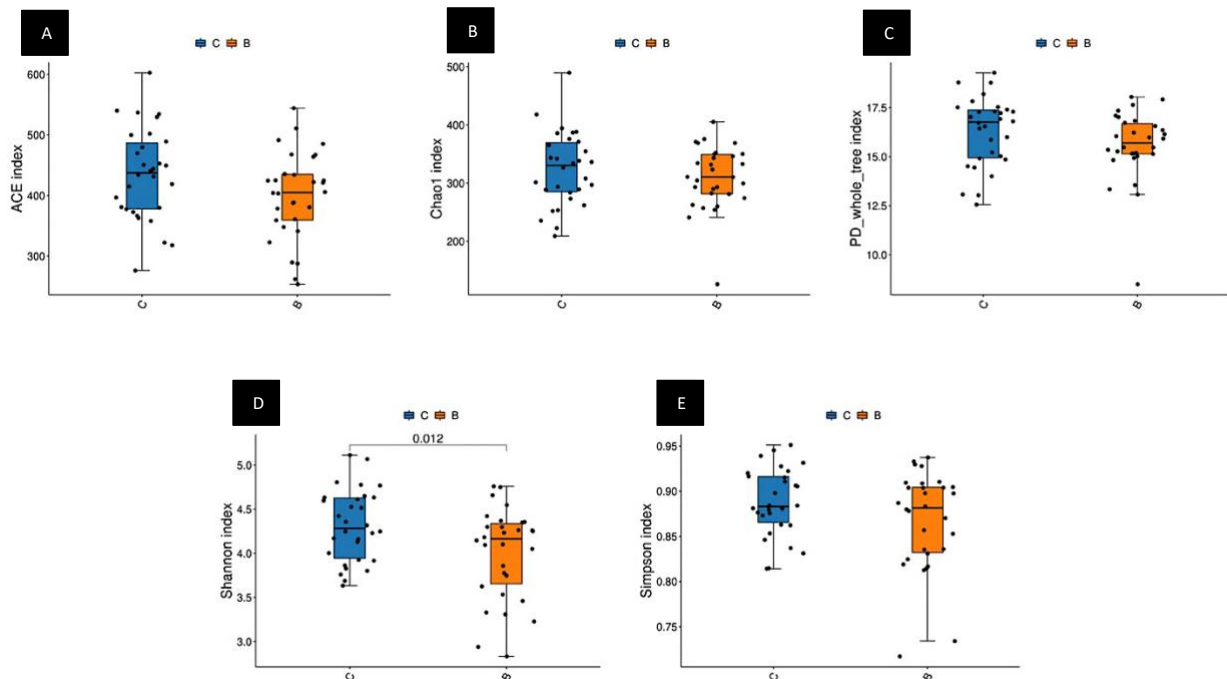 A
C B
ACE index
600
500
400
300
C
B
B
C B
Chao1 index
500
400
300
200
C
B
C
C B
PD_whole_tree index
17.5
15.0
12.5
10.0
C
B
D
C B
0.012
Shannon index
5.0
4.5
4.0
3.5
3.0
C
B
E
C B
Simpson index
0.95
0.90
0.85
0.80
0.75
C
B